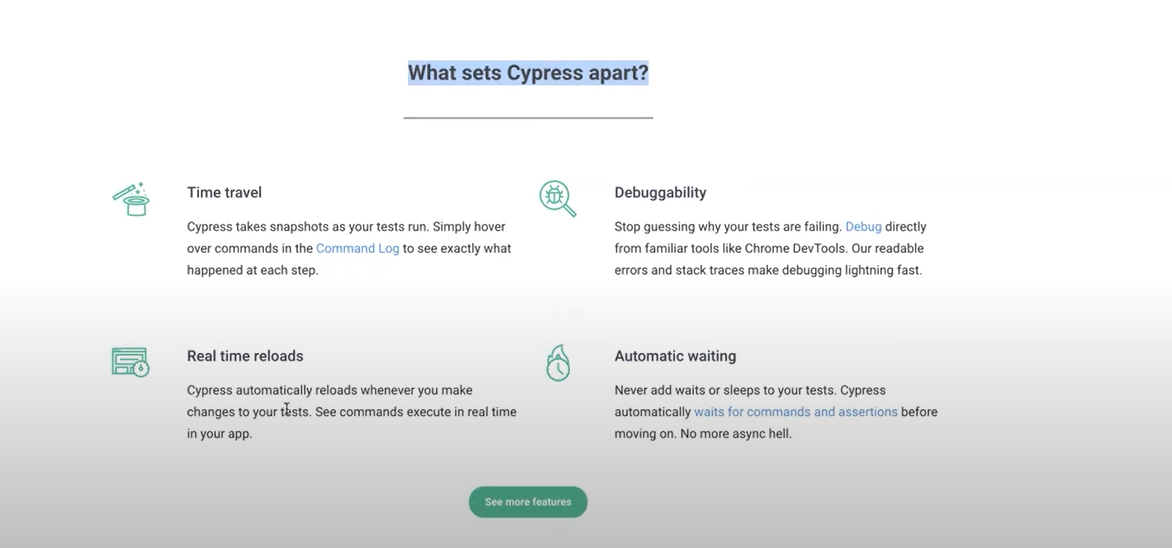 What sets Cypress apart?
Time travel
Cypress takes snapshots as your tests run. Simply hover
over commands in the Command Log to see exactly what
happened at each step.
Debuggability
Stop guessing why your tests are failing. Debug directly
from familiar tools like Chrome DevTools. Our readable
errors and stack traces make debugging lightning fast.
Real time reloads
Cypress automatically reloads whenever you make
changes to your tests. See commands execute in real time
in your app.
Automatic waiting
Never add waits or sleeps to your tests. Cypress
automatically waits for commands and assertions before
moving on. No more async hell.
See more features